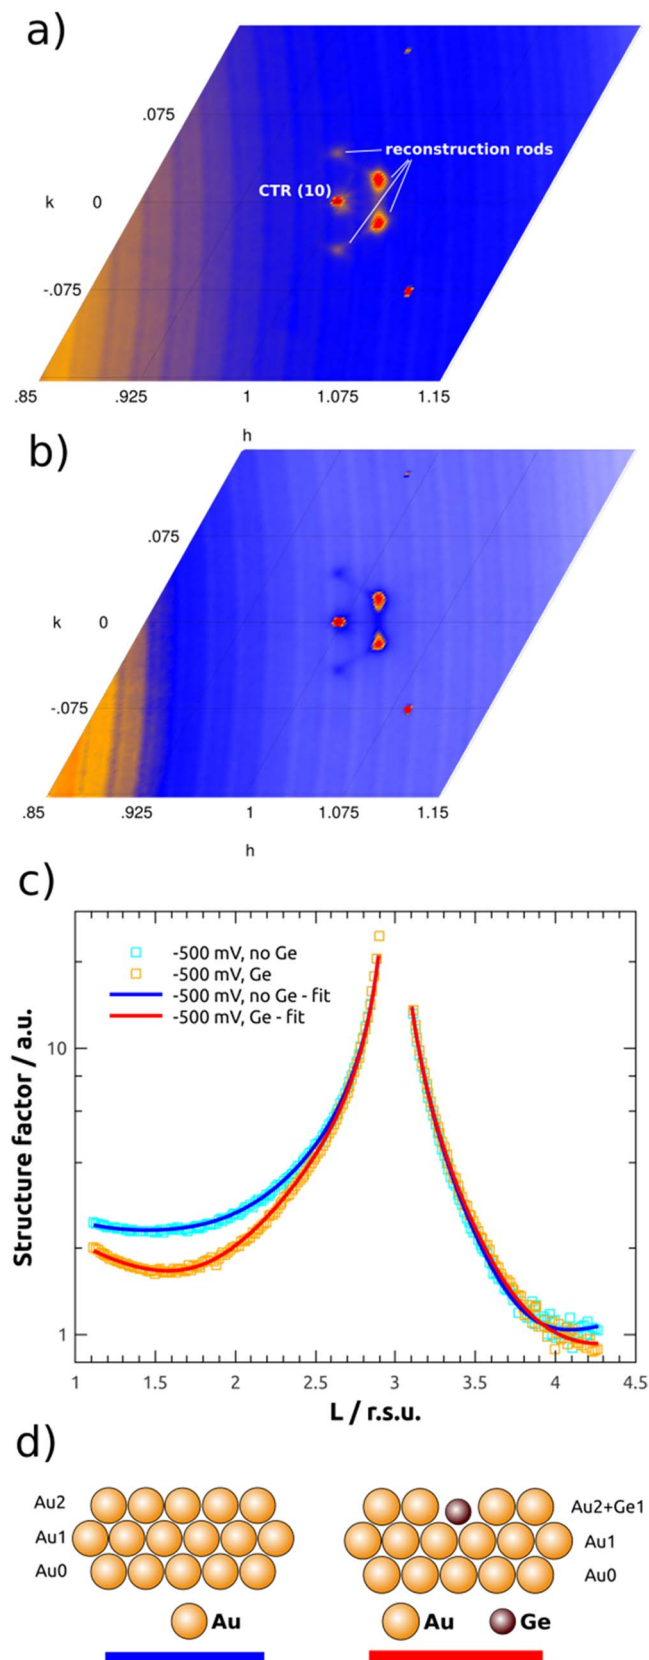 a)
.075
reconstruction rods
CTR (10)
k 0
-.075
.85 .925 1 1.075 1.15
h
b)
.075
k 0
-.075
.85 .925 1 1.075 1.15
h
c)
-500 mV, no Ge
-500 mV, Ge
-500 mV, no Ge - fit
-500 mV, Ge - fit
10
1
Structure factor / a.u.
1 1.5 2 2.5 3 3.5 4 4.5
L / r.s.u.
d)
Au2 Au2+Ge1
Au1 Au1
Au0 Au0
Au Au Ge